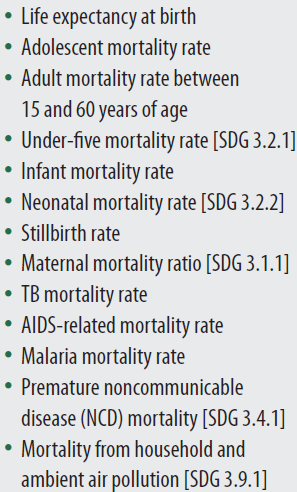 • Life expectancy at birth
• Adolescent mortality rate
• Adult mortality rate between
15 and 60 years of age
• Under-five mortality rate [SDG 3.2.1]
• Infant mortality rate
• Neonatal mortality rate [SDG 3.2.2]
• Stillbirth rate
• Maternal mortality ratio [SDG 3.1.1]
• TB mortality rate
• AIDS-related mortality rate
• Malaria mortality rate
• Premature noncommunicable
disease (NCD) mortality [SDG 3.4.1]
• Mortality from household and
ambient air pollution [SDG 3.9.1]